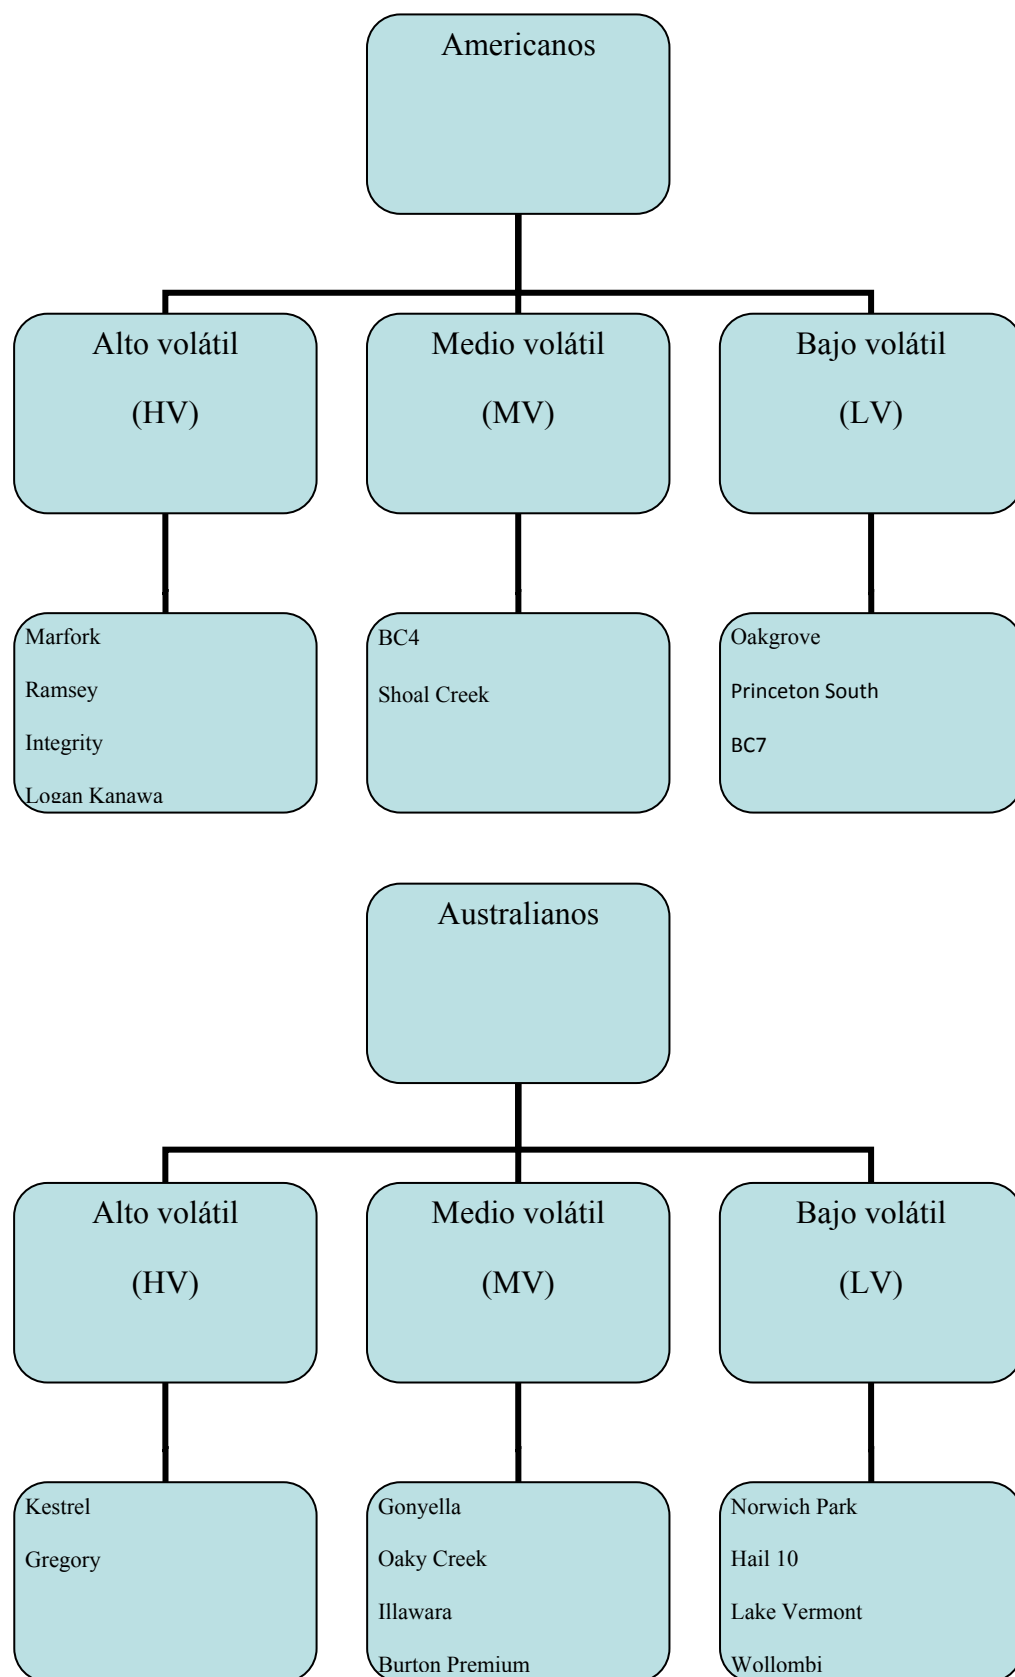 Americanos
Alto volátil
(HV)
Medio volátil
(MV)
Bajo volátil
(LV)
Marfork
Ramsey
Integrity
Logan Kanawa
BC4
Shoal Creek
Oakgrove
Princeton South
BC7
Australianos
Alto volátil
(HV)
Medio volátil
(MV)
Bajo volátil
(LV)
Kestrel
Gregory
Gonyella
Oaky Creek
Illawara
Burton Premium
Norwich Park
Hail 10
Lake Vermont
Wollombi